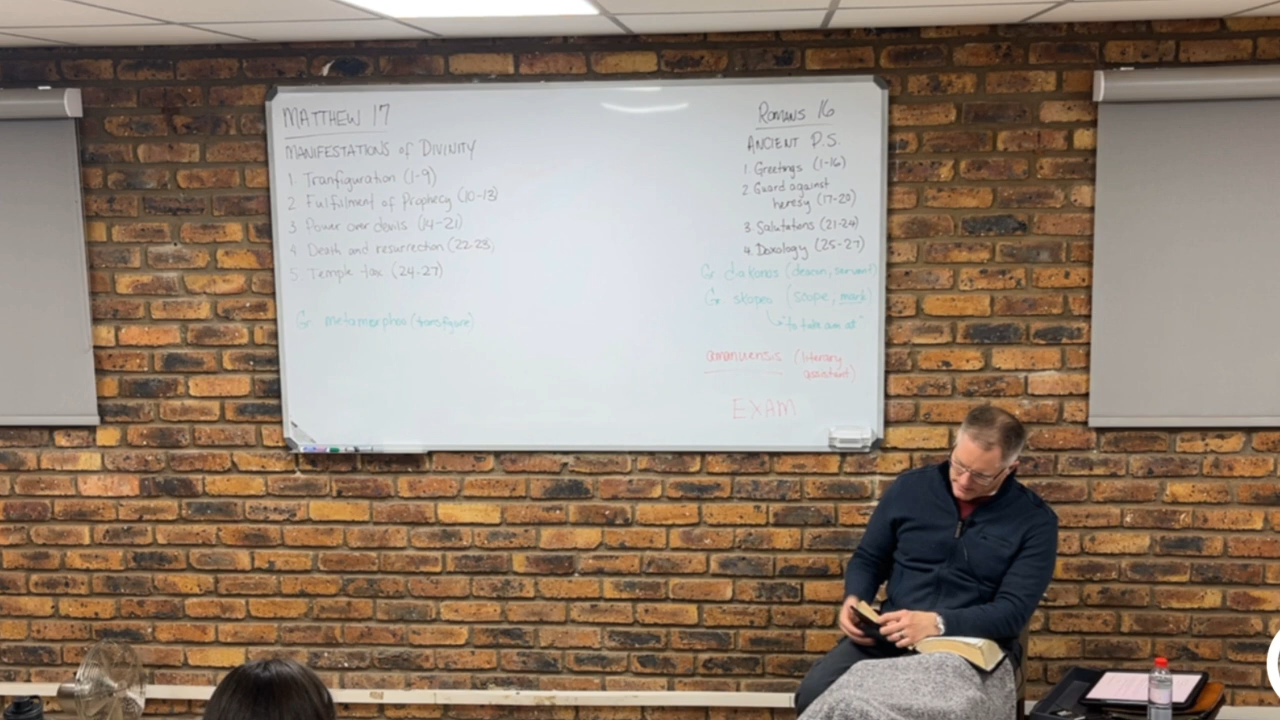 MATTHEW 17
MANIFESTATIONS of DIVINITY
1. Tranfiguration (1-9)
2. Fulfilment of Prophecy (10-13)
3. Power over devils (14-21)
4. Death and resurrection (22-23)
5. Temple tax (24-27)
Gr. metamorphos (transfigure)
ROMANS 16
ANCIENT P.S.
1. Greetings (1-16)
2. Guard against
heresy (17-20)
3. Salutations (21-24)
4. Doxology (25-27)
Gr. diakonos (deacon, servant)
Gr. skopos (scope, mark)
"to take aim at"
amanuensis (literary
assistant)
EXAM